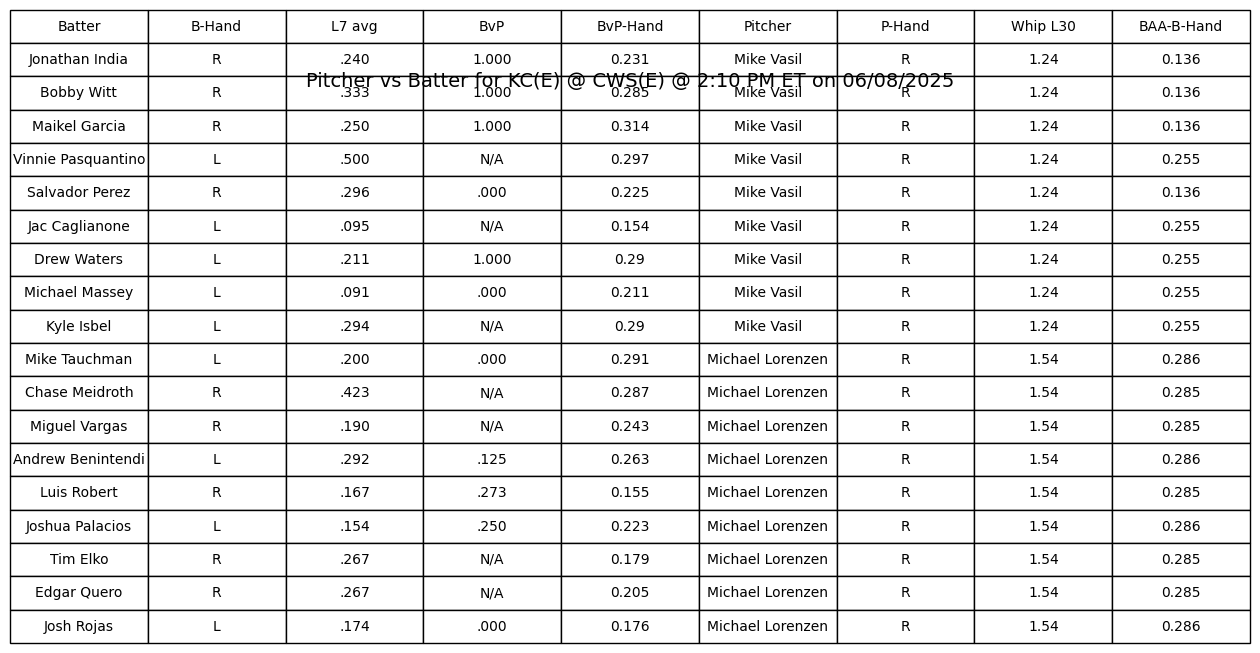 Batter B-Hand L7 avg BvP BvP-Hand Pitcher P-Hand Whip L30 BAA-B-Hand
Jonathan India R .240 1.000 0.231 Mike Vasil R 1.24 0.136
Pitcher vs Batter for KC(E) @ CWS(E) @ 2:10 PM ET on 06/08/2025
Bobby Witt R .333 1.000 0.285 Mike Vasil R 1.24 0.136
Maikel Garcia R .250 1.000 0.314 Mike Vasil R 1.24 0.136
Vinnie Pasquantino L .500 N/A 0.297 Mike Vasil R 1.24 0.255
Salvador Perez R .296 .000 0.225 Mike Vasil R 1.24 0.136
Jac Caglianone L .095 N/A 0.154 Mike Vasil R 1.24 0.255
Drew Waters L .211 1.000 0.29 Mike Vasil R 1.24 0.255
Michael Massey L .091 .000 0.211 Mike Vasil R 1.24 0.255
Kyle Isbel L .294 N/A 0.29 Mike Vasil R 1.24 0.255
Mike Tauchman L .200 .000 0.291 Michael Lorenzen R 1.54 0.286
Chase Meidroth R .423 N/A 0.287 Michael Lorenzen R 1.54 0.285
Miguel Vargas R .190 N/A 0.243 Michael Lorenzen R 1.54 0.285
Andrew Benintendi L .292 .125 0.263 Michael Lorenzen R 1.54 0.286
Luis Robert R .167 .273 0.155 Michael Lorenzen R 1.54 0.285
Joshua Palacios L .154 .250 0.223 Michael Lorenzen R 1.54 0.286
Tim Elko R .267 N/A 0.179 Michael Lorenzen R 1.54 0.285
Edgar Quero R .267 N/A 0.205 Michael Lorenzen R 1.54 0.285
Josh Rojas L .174 .000 0.176 Michael Lorenzen R 1.54 0.286